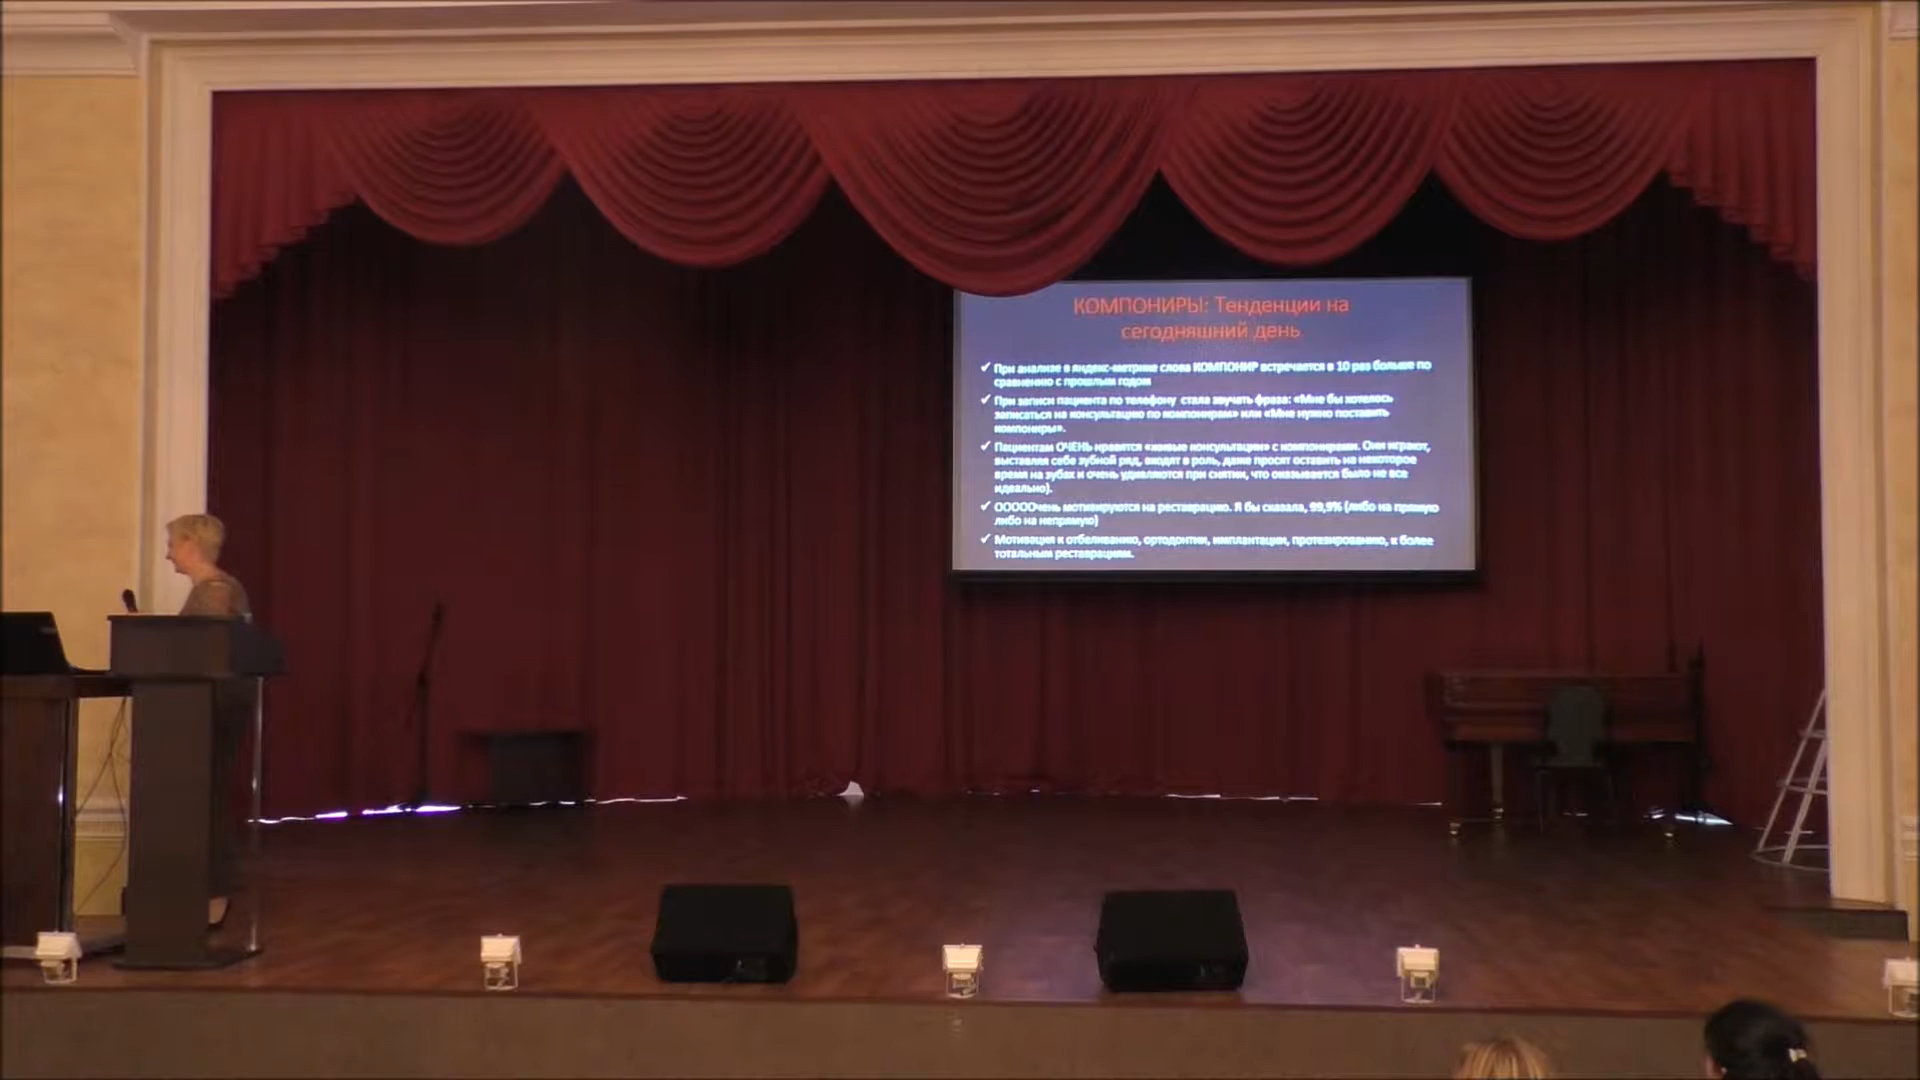 КОМПОНИРЫ: Тенденции на
сегодняшний день
✓ При анализе в яндекс-метрике слова КОМПОНИР встречается в 10 раз больше по
сравнению с прошлым годом
✓ При записи пациента по телефону стала звучать фраза: «Мне бы хотелось
записаться на консультацию по компонирам» или «Мне нужно поставить
компониры».
✓ Пациентам ОЧЕНЬ нравятся «живые консультации» с компонирами. Они играют,
выставляя себе зубной ряд, входят в роль, даже просят оставить на некоторое
время на зубах и очень удивляются при снятии, что оказывается было не все
идеально).
✓ ОООООчень мотивируются на реставрацию. Я бы сказала, 99,9% (либо на прямую
либо на непрямую)
✓ Мотивация к отбеливанию, ортодонтии, имплантации, протезированию, к более
тотальным реставрациям.